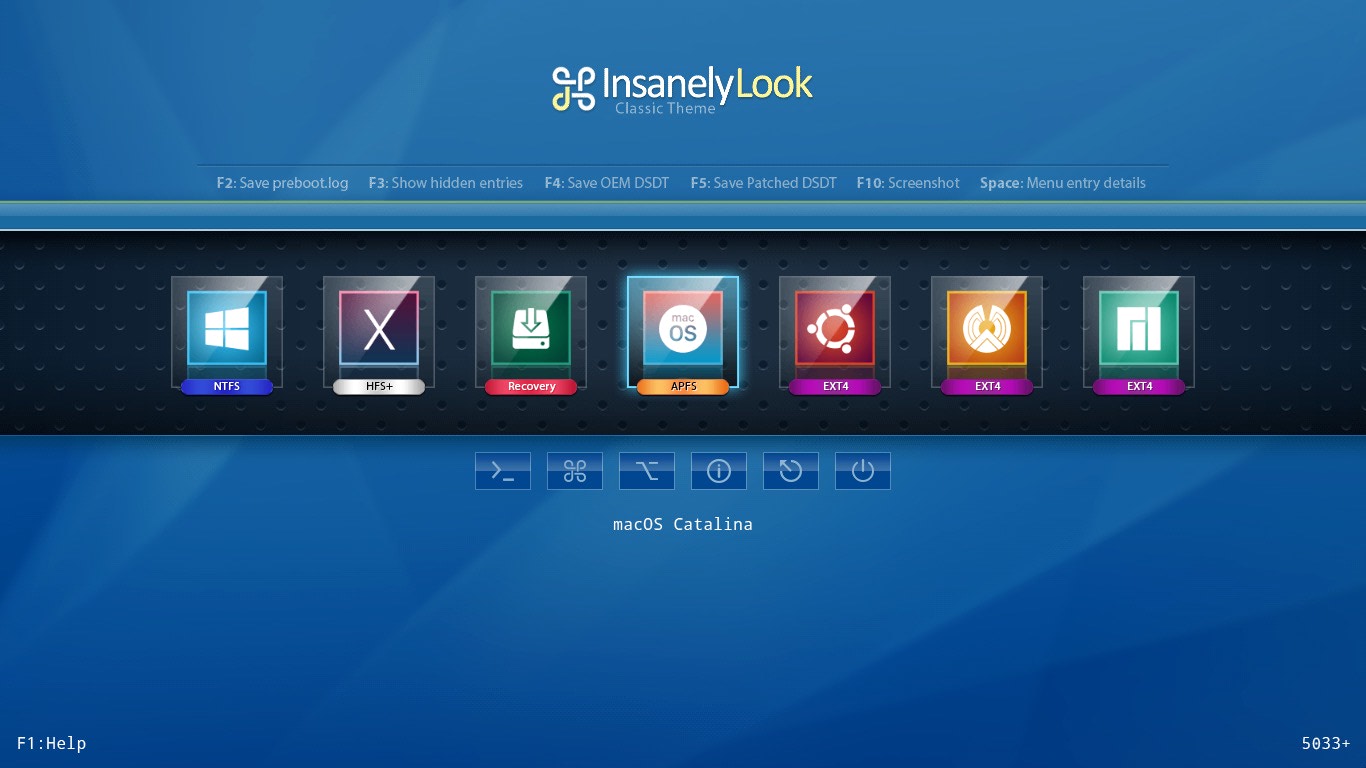 InsanelyLook
Classic Theme
F2: Save preboot.log F3: Show hidden entries F4: Save OEM DSDT F5: Save Patched DSDT F10: Screenshot Space: Menu entry details
X
mac
OS
NTFS HFS+ Recovery APFS EXT4 EXT4 EXT4
macOS Catalina
F1:Help 5033+